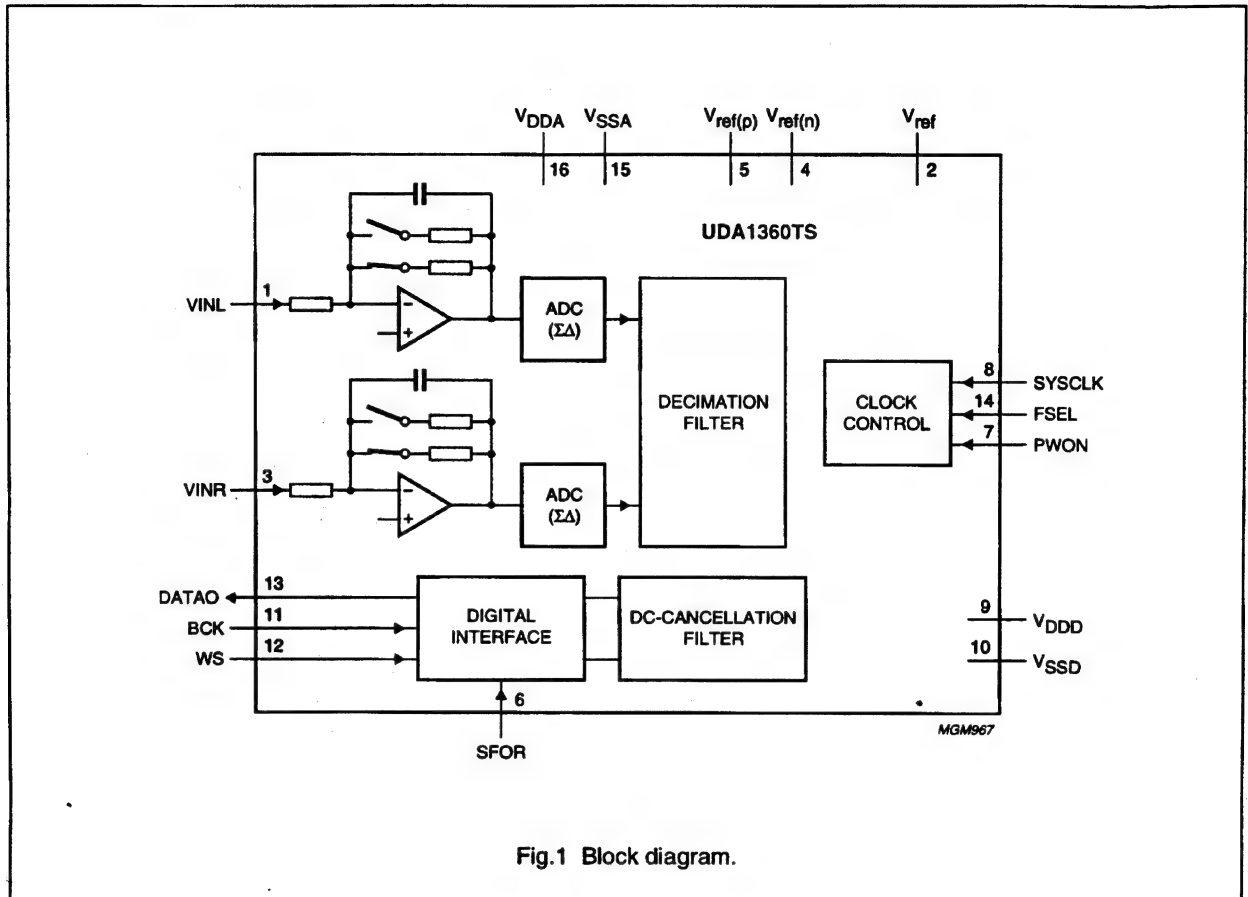 VDDA VSSA Vref(p) Vref(n) Vref
16 15 5 4 2
UDA1360TS
VINL 1
ADC
(ΣΔ)
DECIMATION
FILTER
CLOCK
CONTROL
8 SYSCLK
14 FSEL
7 PWON
VINR 3
ADC
(ΣΔ)
DATAO 13
BCK 11
WS 12
DIGITAL
INTERFACE
DC-CANCELLATION
FILTER
9 VDDD
10 VSSD
6
SFOR
MGM967
Fig.1 Block diagram.